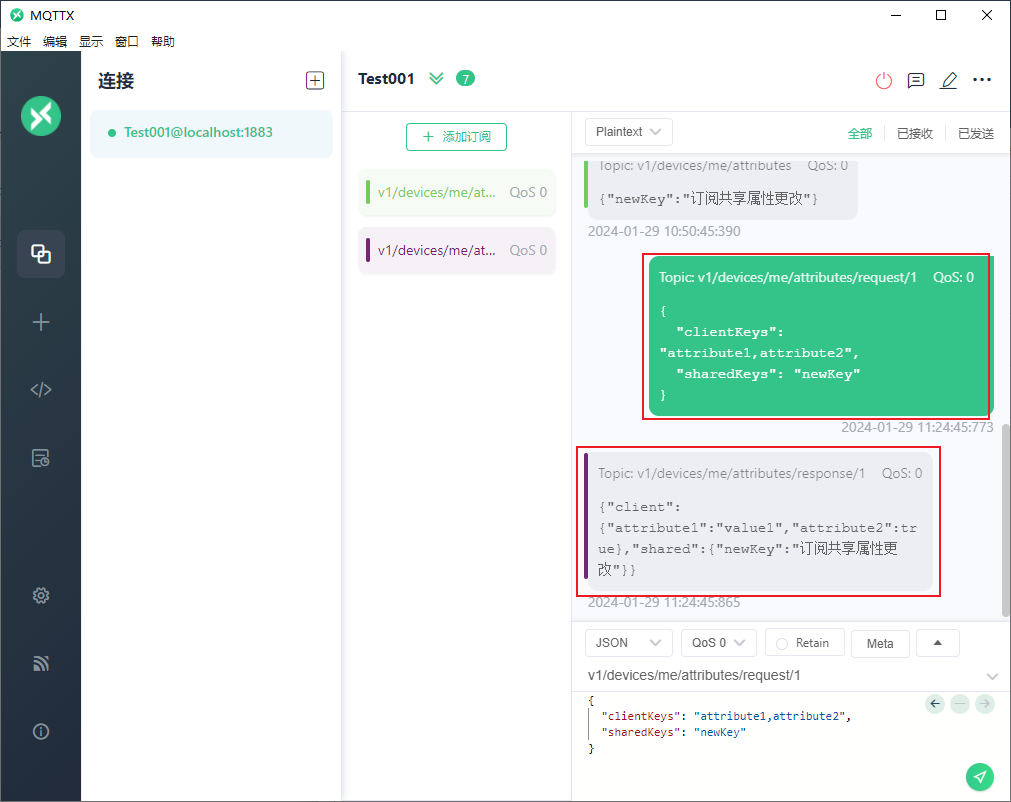 MQTTX
文件 编辑 显示 窗口 帮助
连接
Test001@localhost:1883
Test001 7
添加订阅
v1/devices/me/at... QoS 0
v1/devices/me/at... QoS 0
Plaintext
全部 已接收 已发送
Topic: v1/devices/me/attributes QoS: 0
{"newKey":"订阅共享属性更改"}
2024-01-29 10:50:45:390
Topic: v1/devices/me/attributes/request/1 QoS: 0
{
"clientKeys":
"attribute1,attribute2",
"sharedKeys": "newKey"
}
2024-01-29 11:24:45:773
Topic: v1/devices/me/attributes/response/1 QoS: 0
{"client":
{"attribute1":"value1","attribute2":tr
ue},"shared":{"newKey":"订阅共享属性更
改"}}
2024-01-29 11:24:45:865
JSON QoS 0 Retain Meta
v1/devices/me/attributes/request/1
{
"clientKeys": "attribute1,attribute2",
"sharedKeys": "newKey"
}